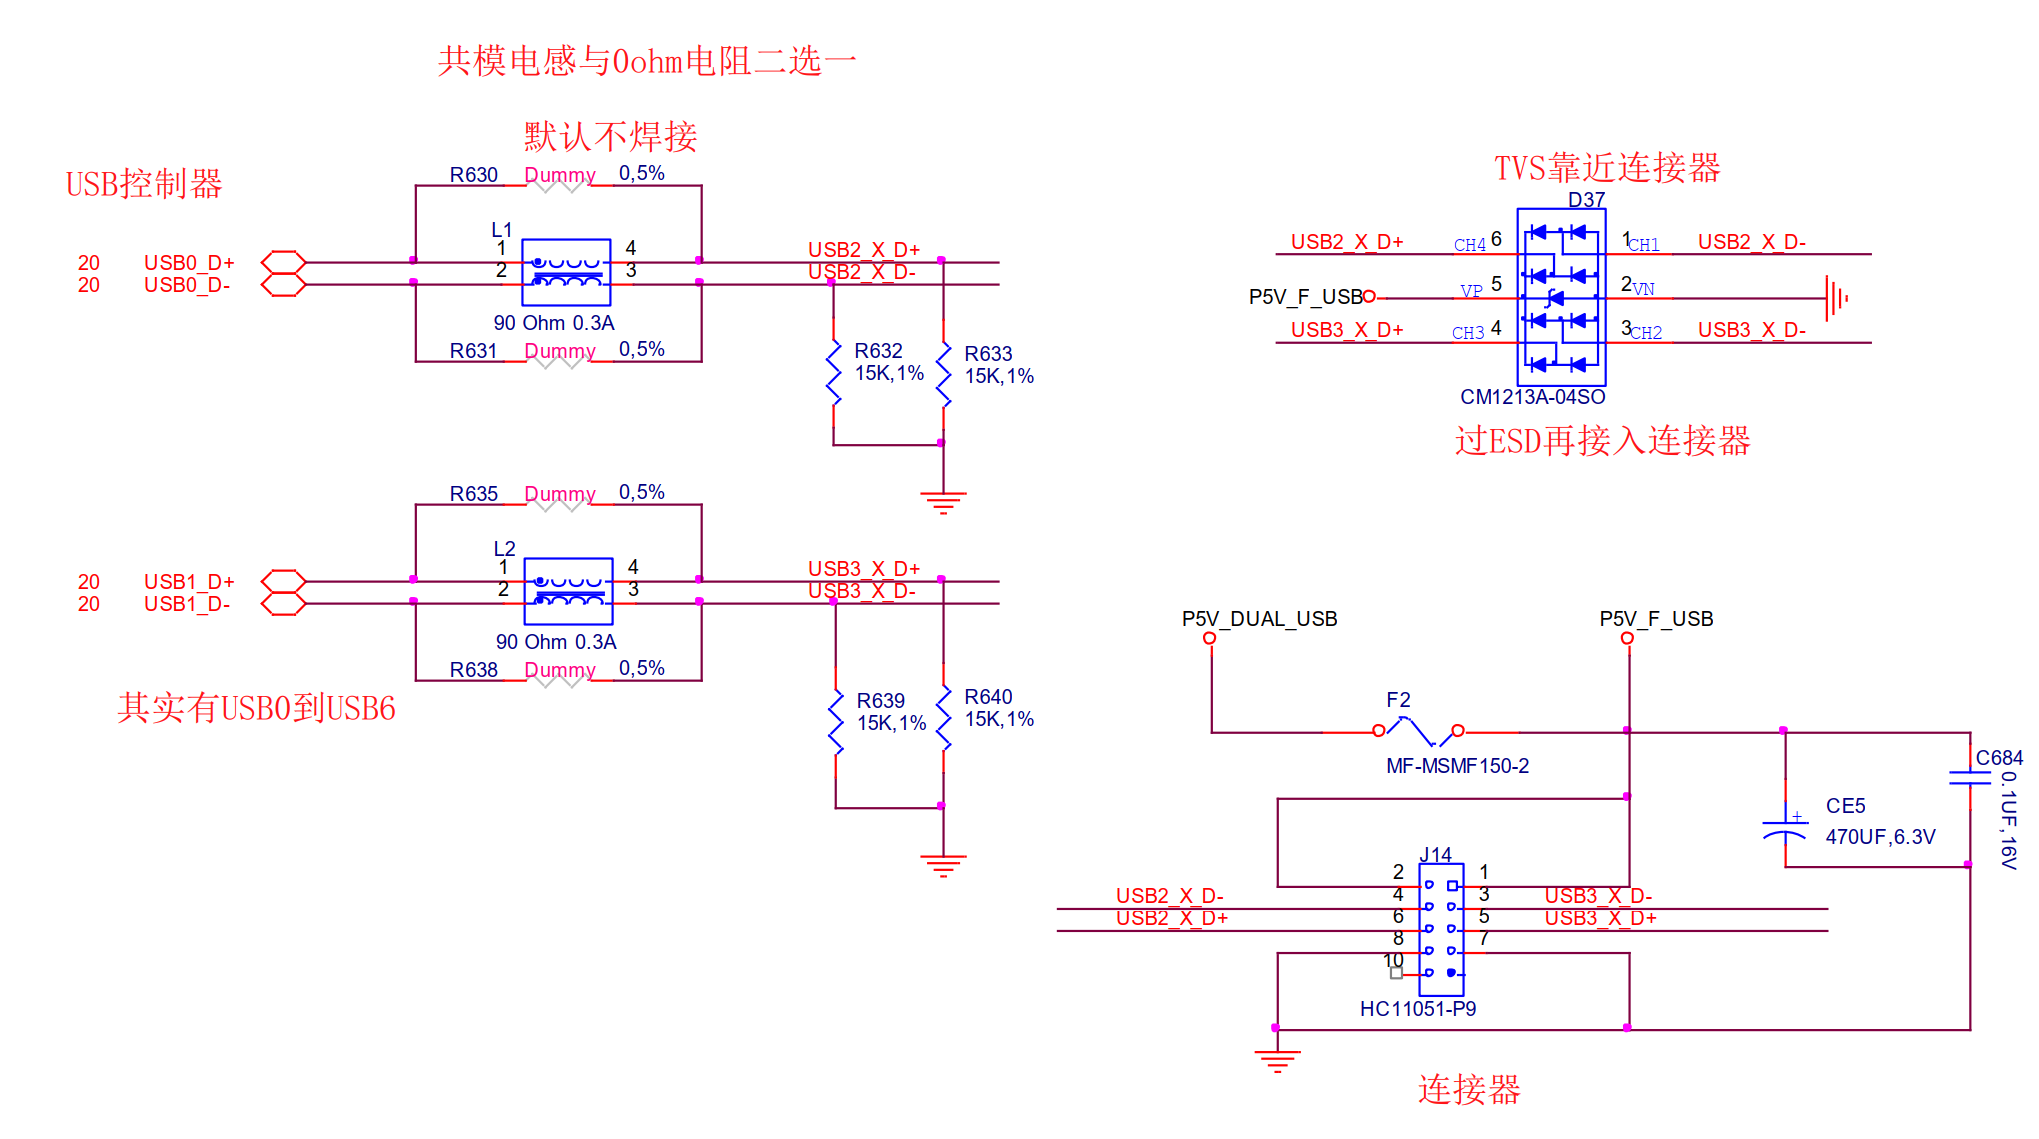 共模电感与0ohm电阻二选一
默认不焊接
USB控制器
R630 Dummy 0,5%
L1
1 4
20 USB0_D+ USB2_X_D+
2 3
20 USB0_D- USB2_X_D-
90 Ohm 0.3A
R631 Dummy 0,5%
R632
15K,1%
R633
15K,1%
R635 Dummy 0,5%
L2
1 4
20 USB1_D+ USB3_X_D+
2 3
20 USB1_D- USB3_X_D-
90 Ohm 0.3A
R638 Dummy 0,5%
其实有USB0到USB6
R639
15K,1%
R640
15K,1%
TVS靠近连接器
D37
USB2_X_D+ CH4 6 1 CH1 USB2_X_D-
P5V_F_USB VP 5 2 VN
USB3_X_D+ CH3 4 3 CH2 USB3_X_D-
CM1213A-04SO
过ESD再接入连接器
P5V_DUAL_USB P5V_F_USB
F2
MF-MSMF150-2
C684
0.1UF,16V
CE5
+
470UF,6.3V
J14
2 1
USB2_X_D- 4 3 USB3_X_D-
USB2_X_D+ 6 5 USB3_X_D+
8 7
10
HC11051-P9
连接器